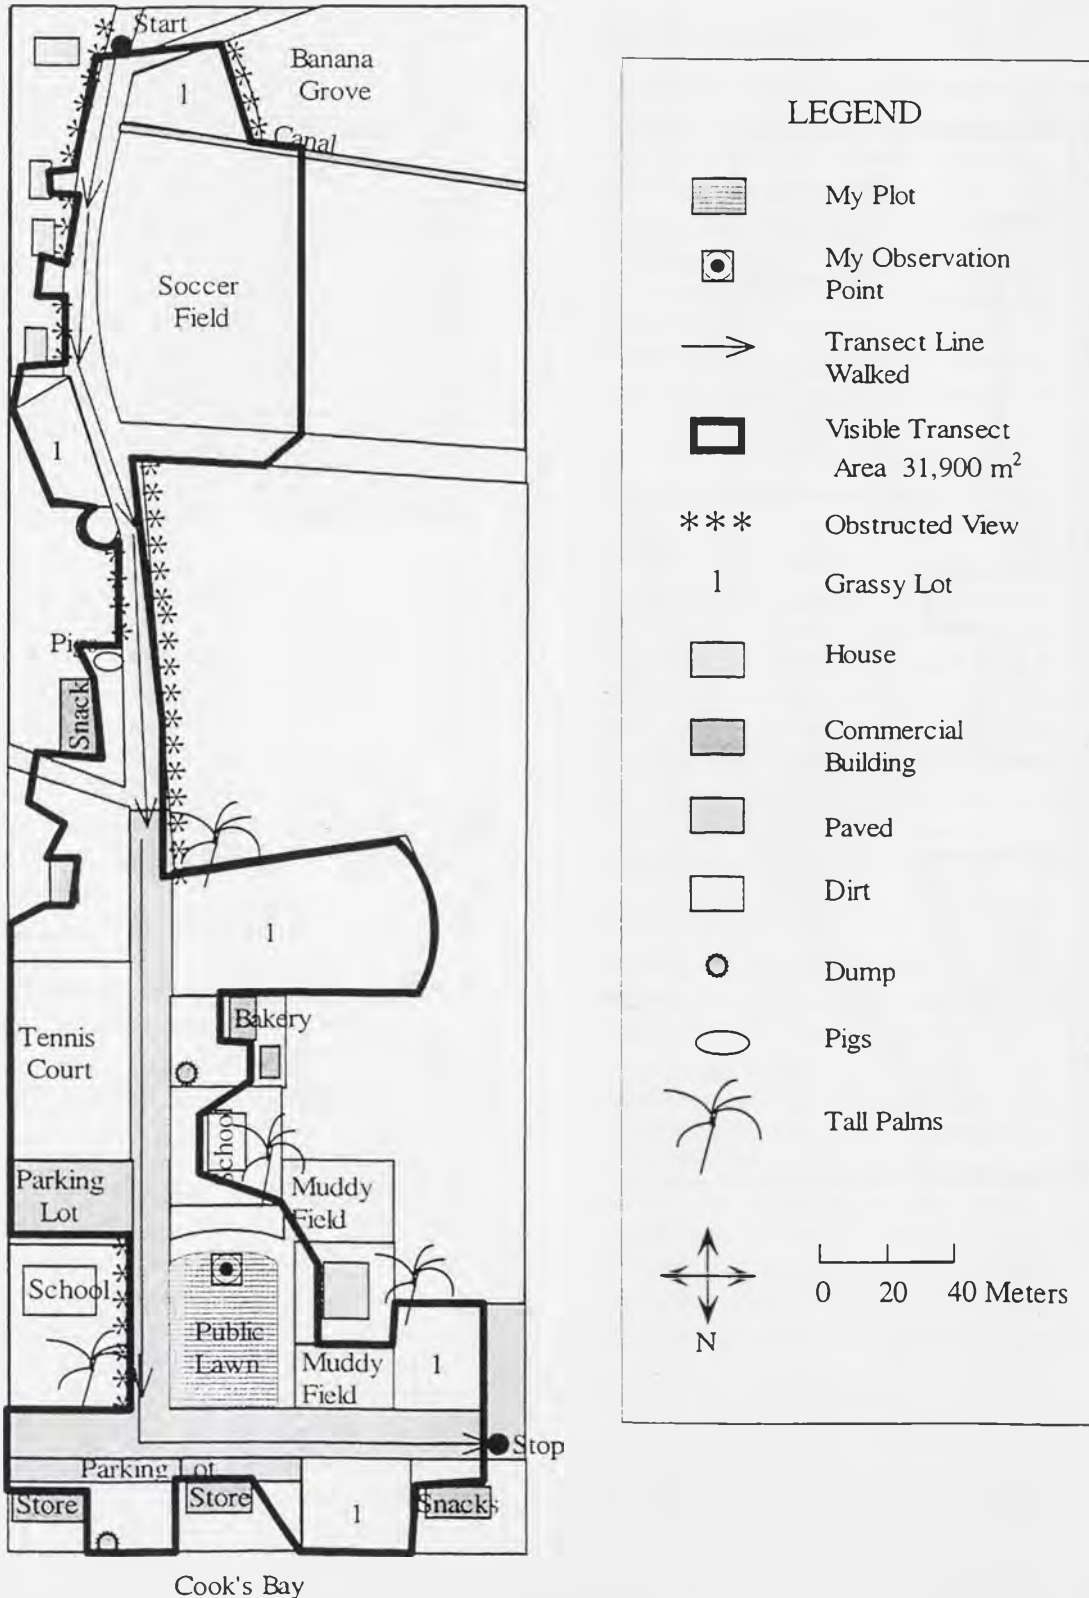 Start
Banana
Grove
1
Canal
Soccer
Field
1
Pigs
Snack
1
Bakery
Tennis
Court
School
Parking
Lot
Muddy
Field
School
Public
Lawn
Muddy
Field
1
Stop
Parking Lot
Store
Store
1
Snacks
Cook's Bay
LEGEND
My Plot
My Observation
Point
Transect Line
Walked
Visible Transect
Area 31,900 m²
*** Obstructed View
1 Grassy Lot
House
Commercial
Building
Paved
Dirt
Dump
Pigs
Tall Palms
0 20 40 Meters
N